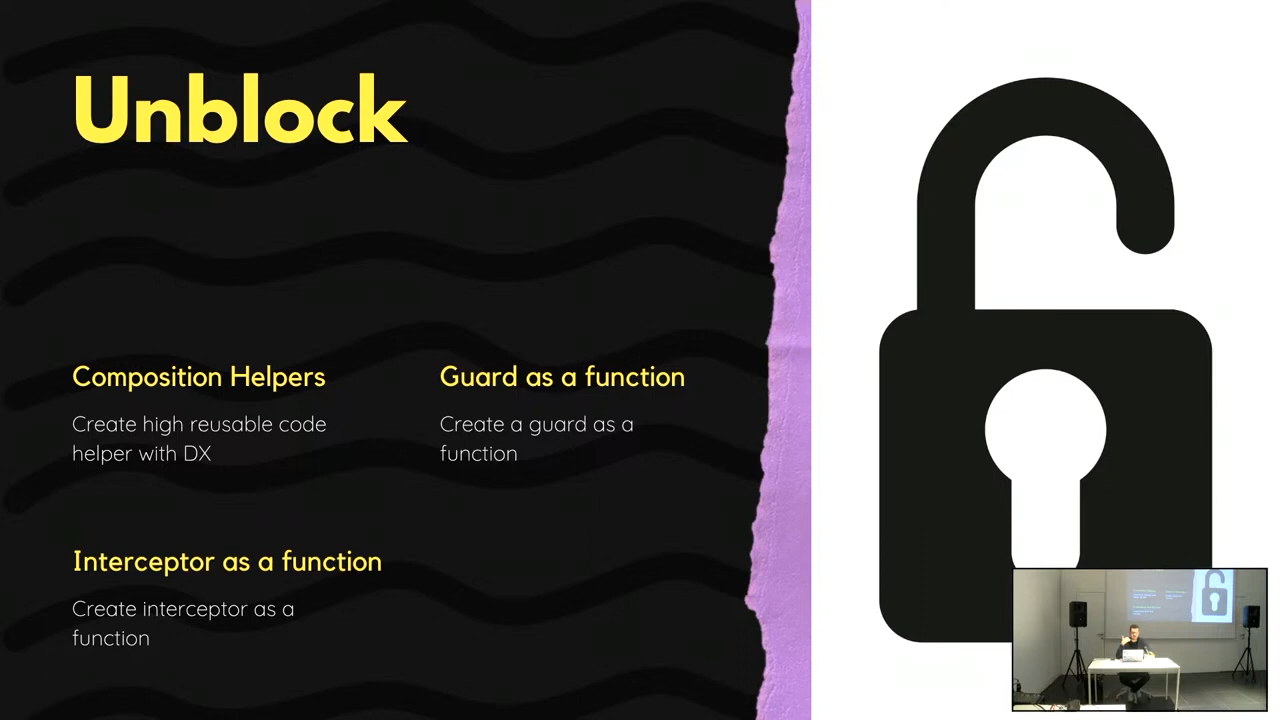 Unblock
Composition Helpers
Create high reusable code
helper with DX
Guard as a function
Create a guard as a
function
Interceptor as a function
Create interceptor as a
function